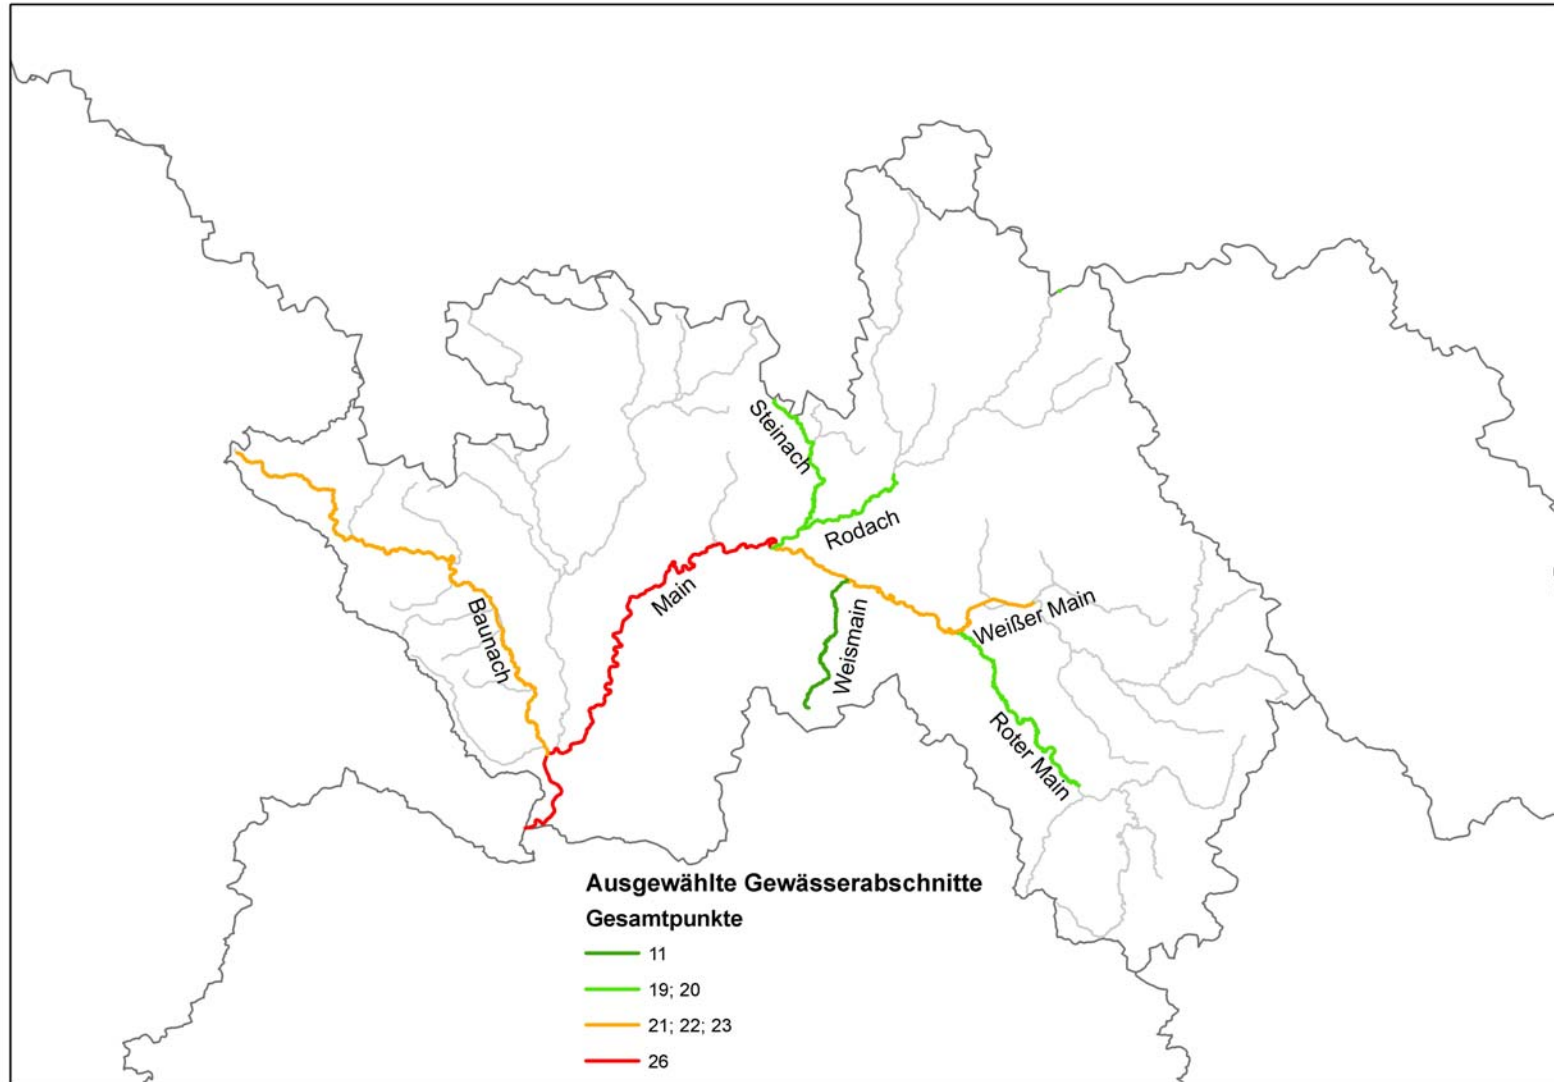 Steinach
Rodach
Main
Baunach
Weismain
Weißer Main
Roter Main
Ausgewählte Gewässerabschnitte
Gesamtpunkte
11
19; 20
21; 22; 23
26